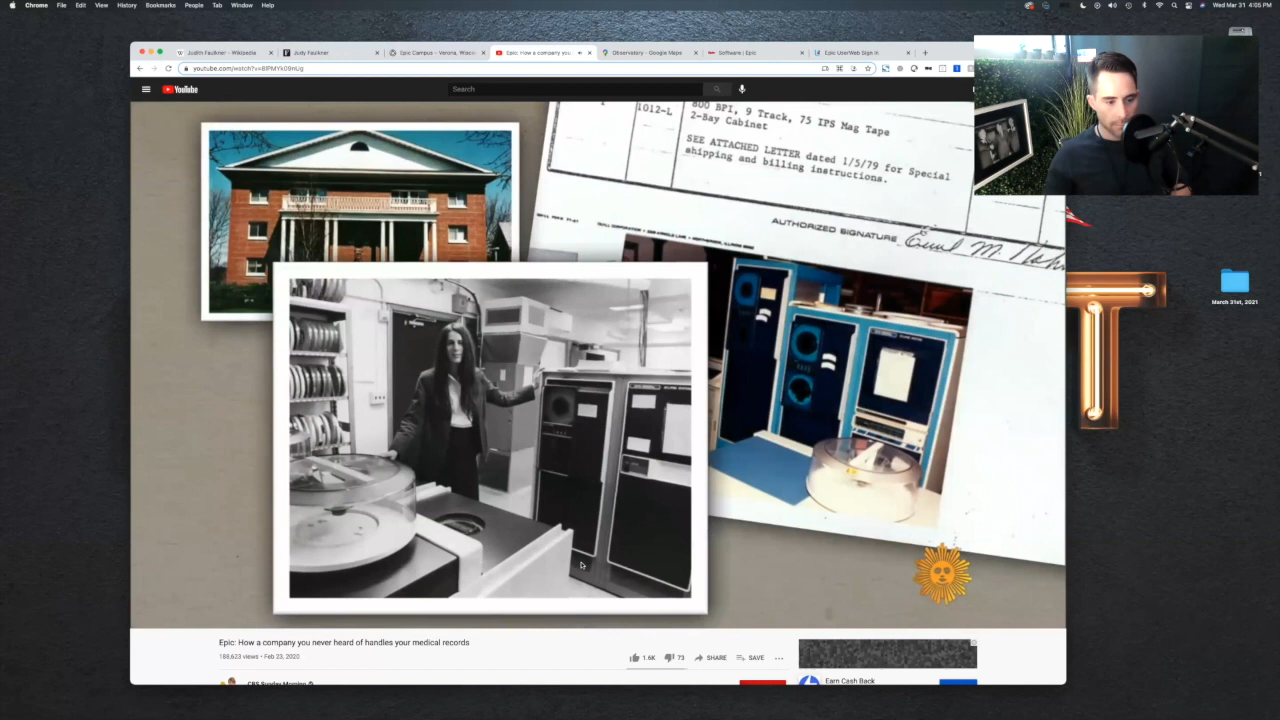 Chrome File Edit View History Bookmarks People Tab Window Help
Wed Mar 31 4:05 PM
Judith Faulkner - Wikipedia
Judy Faulkner
Epic Campus - Verona, Wisco
Epic: How a company you
Observatory - Google Maps
Software | Epic
Epic UserWeb Sign In
YouTube
Search
1012-L
800 BPI, 9 Track, 75 IPS Mag Tape
2-Bay Cabinet
SEE ATTACHED LETTER dated 1/5/79 for Special
shipping and billing instructions.
AUTHORIZED SIGNATURE
March 31st, 2021
T
Epic: How a company you never heard of handles your medical records
188,623 views • Feb 23, 2020
1.6K 73 SHARE SAVE
CBS Sunday Morning
Earn Cash Back